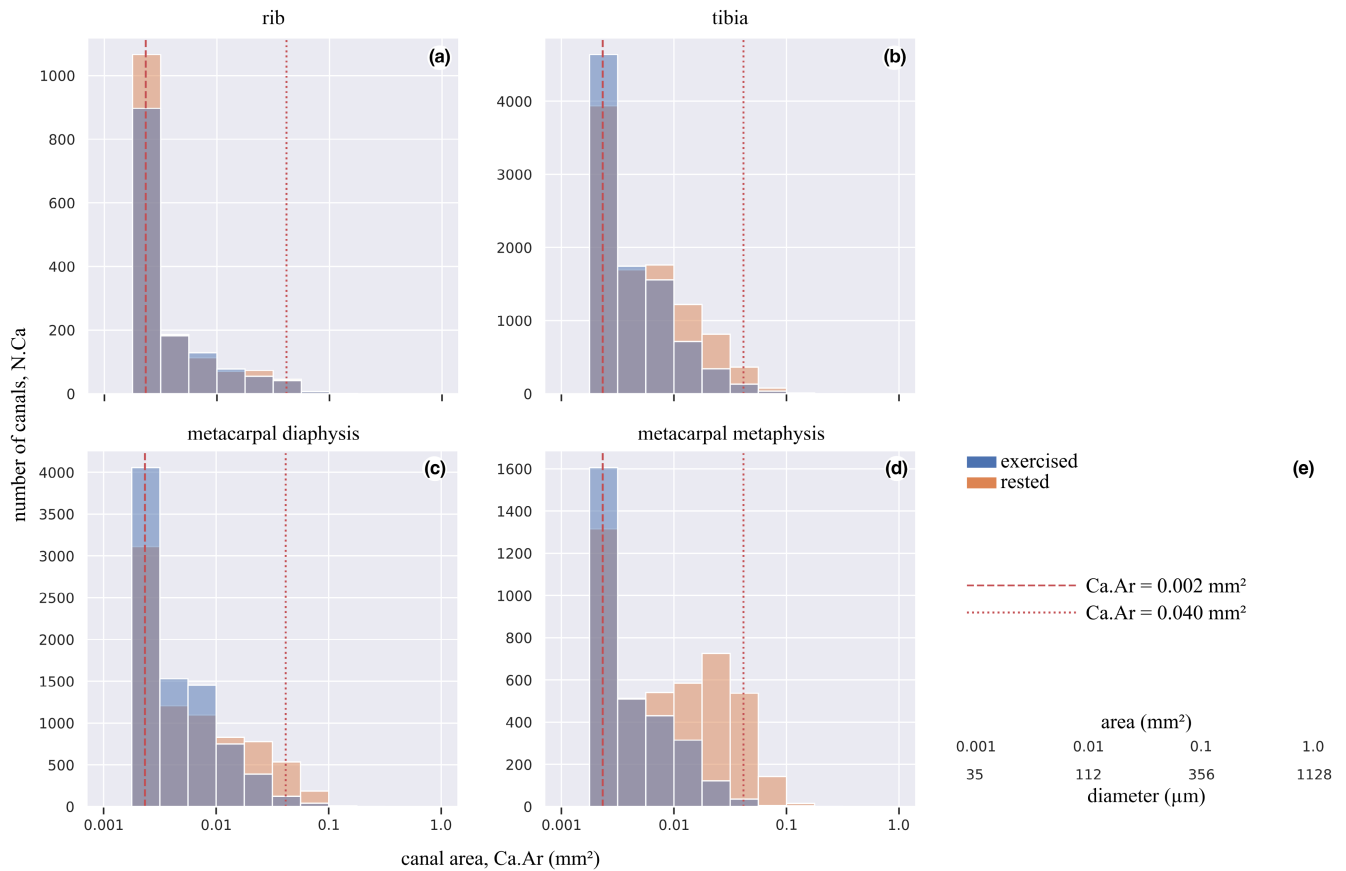 rib
(a)
1000
800
600
400
200
0
tibia
(b)
4000
3000
2000
1000
0
number of canals, N.Ca
metacarpal diaphysis
(c)
4000
3500
3000
2500
2000
1500
1000
500
0
0.001
0.01
0.1
1.0
metacarpal metaphysis
(d)
1600
1400
1200
1000
800
600
400
200
0
0.001
0.01
0.1
1.0
canal area, Ca.Ar (mm²)
exercised
rested
(e)
Ca.Ar = 0.002 mm²
Ca.Ar = 0.040 mm²
area (mm²)
0.001 0.01 0.1 1.0
35 112 356 1128
diameter (μm)